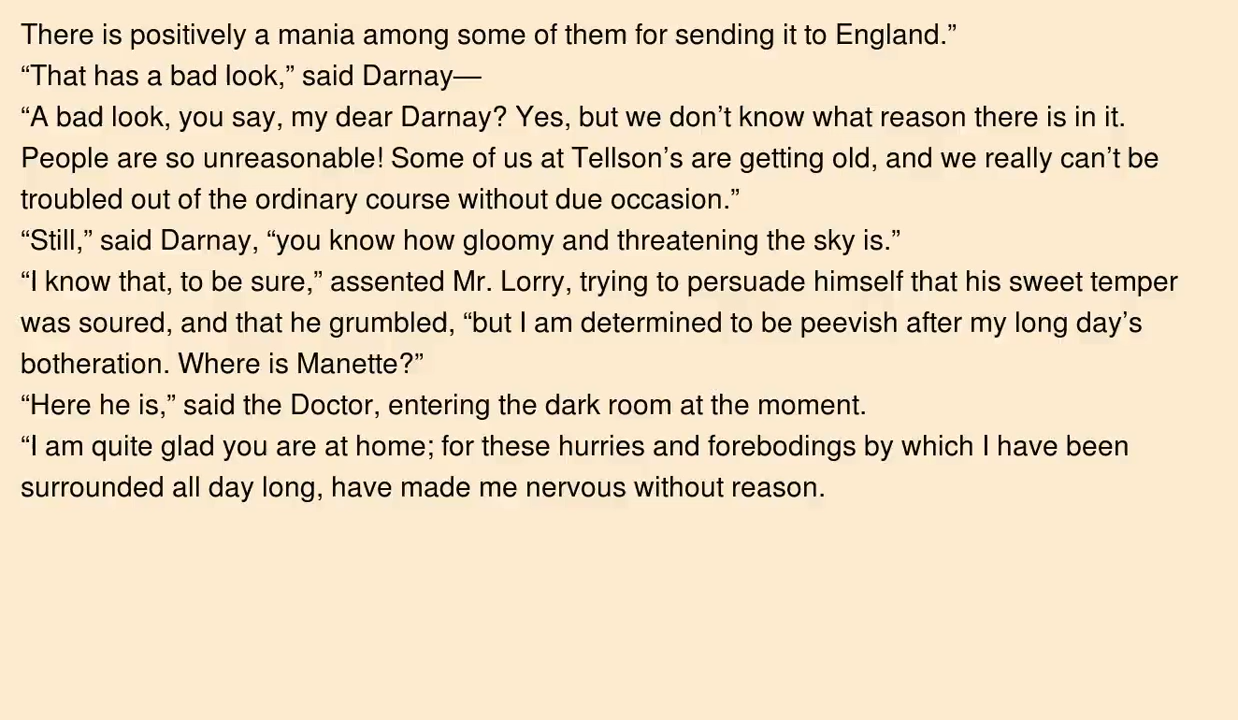 There is positively a mania among some of them for sending it to England.”
“That has a bad look,” said Darnay—
“A bad look, you say, my dear Darnay? Yes, but we don’t know what reason there is in it.
People are so unreasonable! Some of us at Tellson’s are getting old, and we really can’t be
troubled out of the ordinary course without due occasion.”
“Still,” said Darnay, “you know how gloomy and threatening the sky is.”
“I know that, to be sure,” assented Mr. Lorry, trying to persuade himself that his sweet temper
was soured, and that he grumbled, “but I am determined to be peevish after my long day’s
botheration. Where is Manette?”
“Here he is,” said the Doctor, entering the dark room at the moment.
“I am quite glad you are at home; for these hurries and forebodings by which I have been
surrounded all day long, have made me nervous without reason.